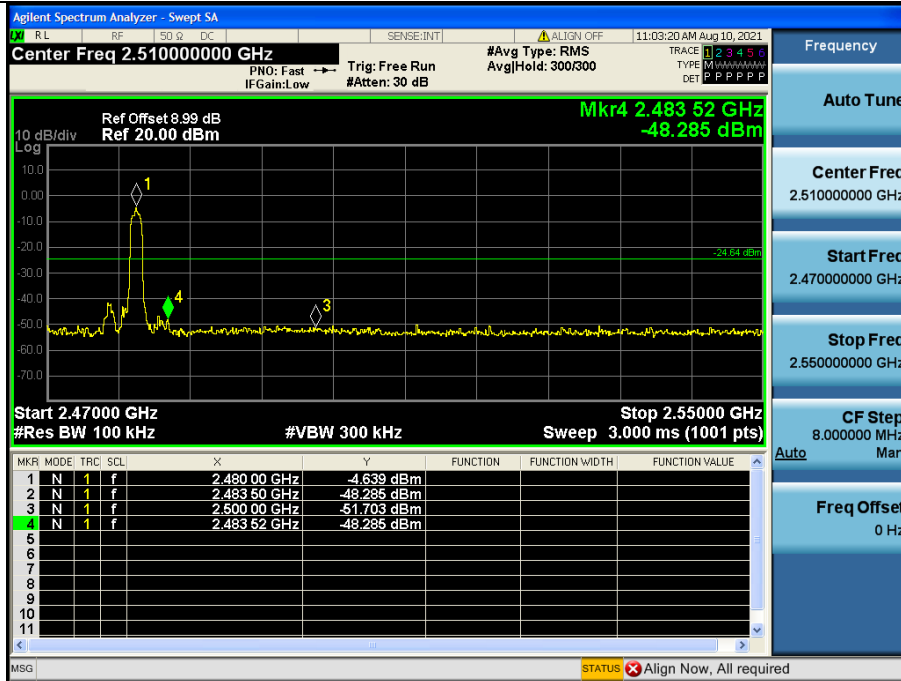 Agilent Spectrum Analyzer - Swept SA
LXI RL RF 50 Ω DC SENSE:INT ALIGN OFF 11:03:20 AM Aug 10, 2021
Center Freq 2.510000000 GHz
PNO: Fast
IFGain:Low
Trig: Free Run
#Atten: 30 dB
#Avg Type: RMS
Avg|Hold: 300/300
TRACE 1 2 3 4 5 6
TYPE M WWWWW
DET P P P P P P
Mkr4 2.483 52 GHz
-48.285 dBm
Ref Offset 8.99 dB
10 dB/div Ref 20.00 dBm
Log
10.0
0.00
-10.0
-20.0
-30.0
-40.0
-50.0
-60.0
-70.0
1
4
3
-24.64 dBm
Start 2.47000 GHz Stop 2.55000 GHz
#Res BW 100 kHz #VBW 300 kHz Sweep 3.000 ms (1001 pts)
MKR MODE TRC SCL X Y FUNCTION FUNCTION WIDTH FUNCTION VALUE
1 N 1 f 2.480 00 GHz -4.639 dBm
2 N 1 f 2.483 50 GHz -48.285 dBm
3 N 1 f 2.500 00 GHz -51.703 dBm
4 N 1 f 2.483 52 GHz -48.285 dBm
5
6
7
8
9
10
11
MSG STATUS Align Now, All required
Frequency
Auto Tune
Center Freq
2.510000000 GHz
Start Freq
2.470000000 GHz
Stop Freq
2.550000000 GHz
CF Step
8.000000 MHz
Auto Man
Freq Offset
0 Hz